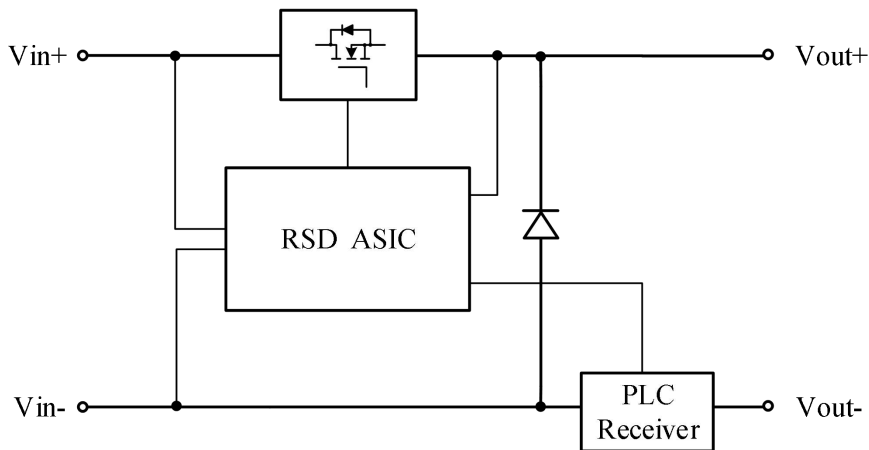 Vin+
Vout+
RSD ASIC
Vin-
PLC
Receiver
Vout-